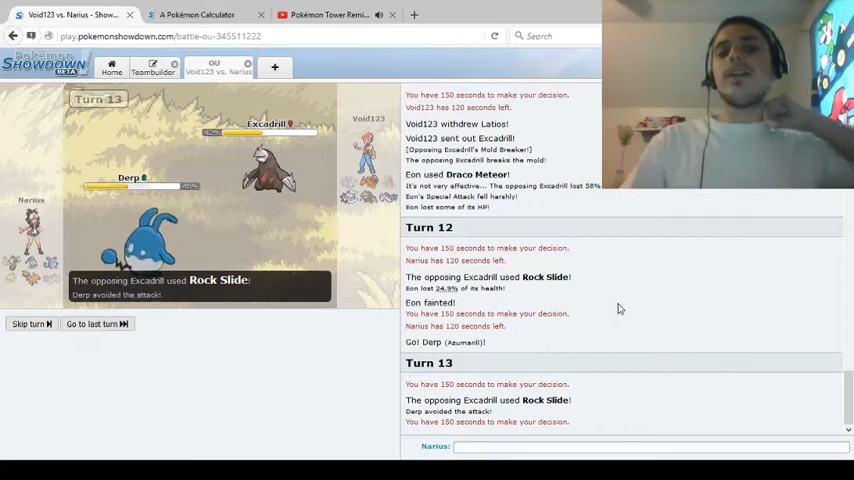 Void123 vs. Narius - Show...
A Pokémon Calculator
Pokémon Tower Remi...
play.pokemonshowdown.com/battle-ou-345511222
Search
Pokémon
SHOWDOWN
BETA
Home
Teambuilder
OU
Void123 vs. Narius
Turn 13
Excadrill
42%
Void123
Derp
45%
Narius
The opposing Excadrill used Rock Slide!
Derp avoided the attack!
Skip turn
Go to last turn
You have 150 seconds to make your decision.
Void123 has 120 seconds left.
Void123 withdrew Latios!
Void123 sent out Excadrill!
[Opposing Excadrill's Mold Breaker!]
The opposing Excadrill breaks the mold!
Eon used Draco Meteor!
It's not very effective... The opposing Excadrill lost 58%
Eon's Special Attack fell harshly!
Eon lost some of its HP!
Turn 12
You have 150 seconds to make your decision.
Narius has 120 seconds left.
The opposing Excadrill used Rock Slide!
Eon lost 24.9% of its health!
Eon fainted!
You have 150 seconds to make your decision.
Narius has 120 seconds left.
Go! Derp (Azumarill)!
Turn 13
You have 150 seconds to make your decision.
The opposing Excadrill used Rock Slide!
Derp avoided the attack!
You have 150 seconds to make your decision.
Narius: